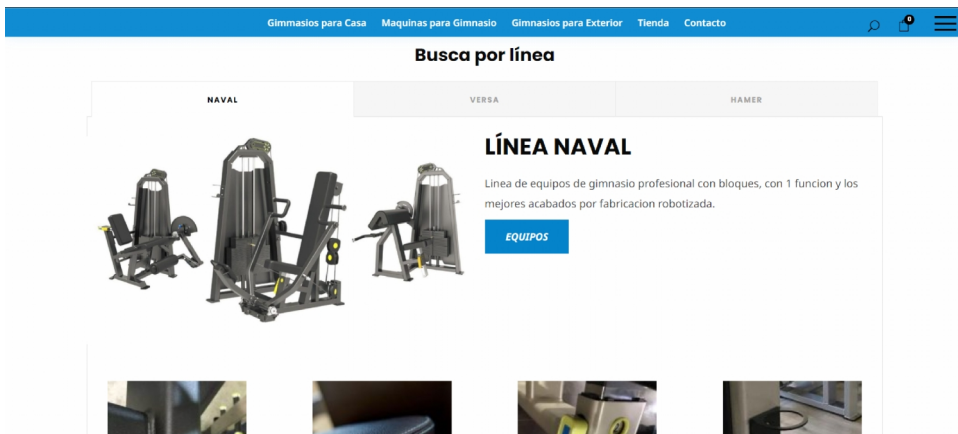 Gimmasios para Casa Maquinas para Gimnasio Gimnasios para Exterior Tienda Contacto
0
Busca por línea
NAVAL VERSA HAMER
LÍNEA NAVAL
Linea de equipos de gimnasio profesional con bloques, con 1 funcion y los
mejores acabados por fabricacion robotizada.
EQUIPOS